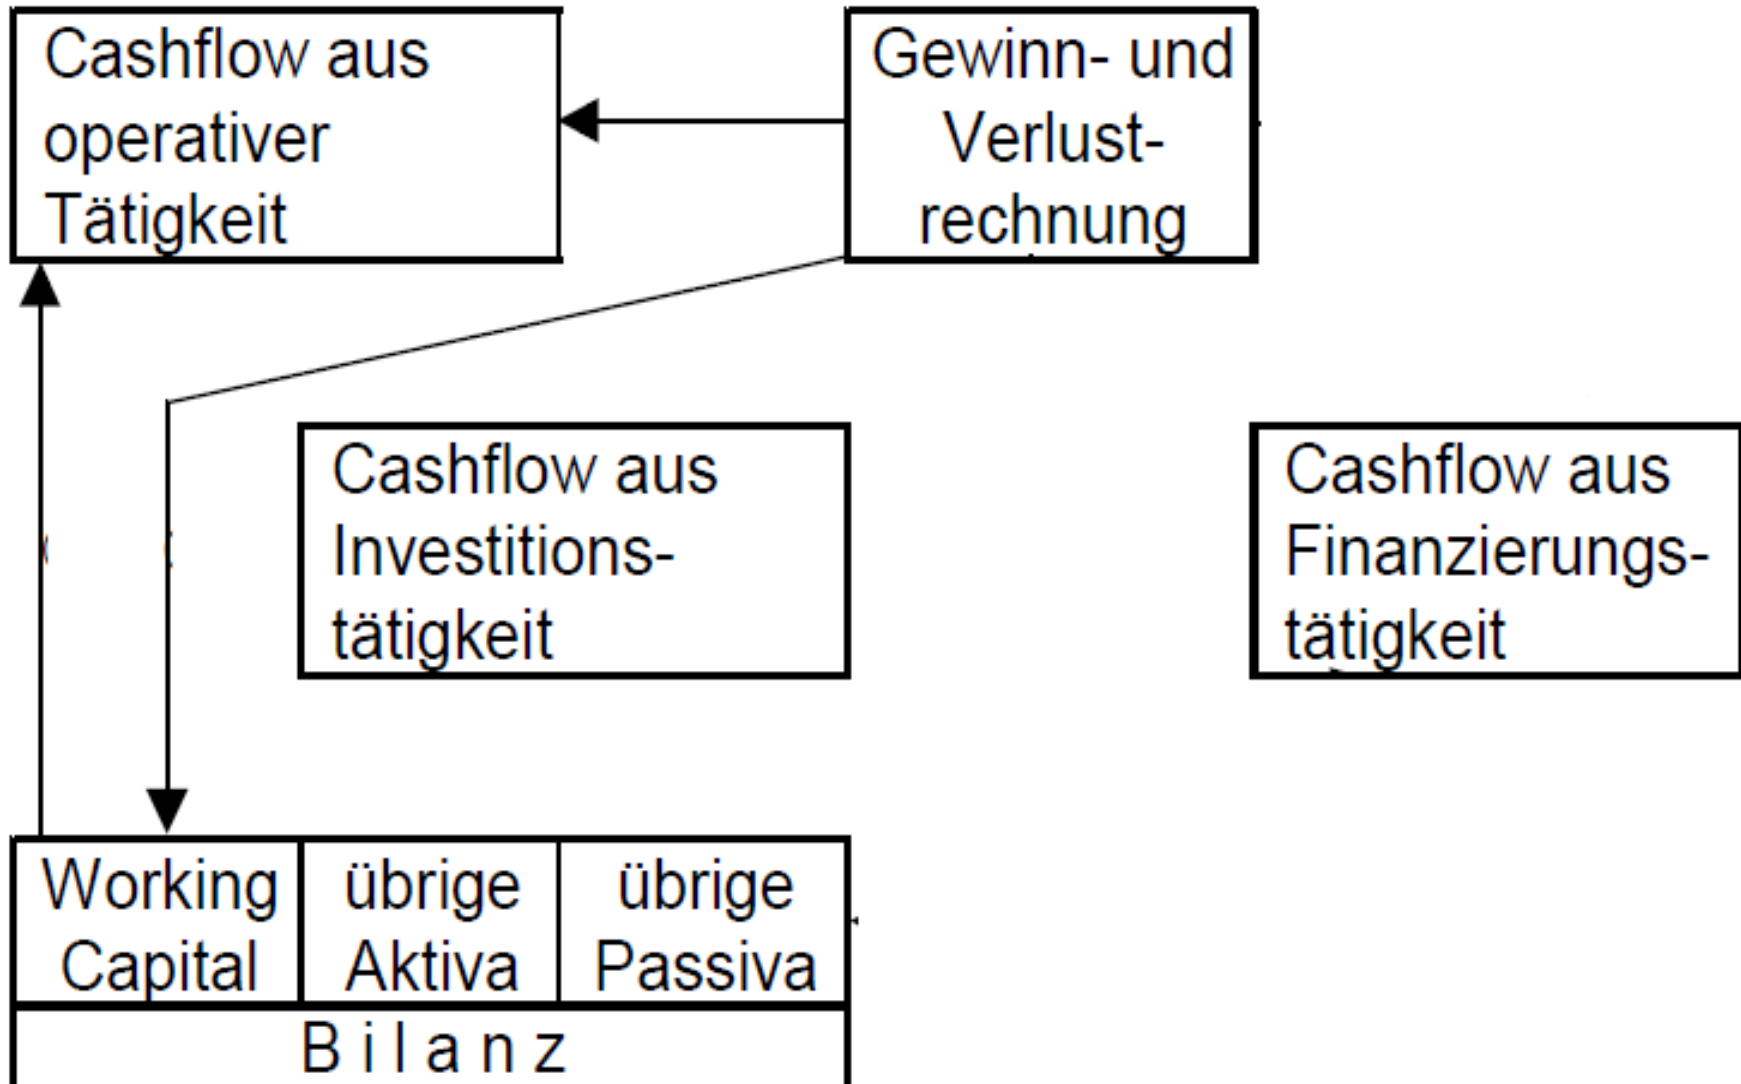 Cashflow aus
operativer
Tätigkeit
Gewinn- und
Verlust-
rechnung
Cashflow aus
Investitions-
tätigkeit
Cashflow aus
Finanzierungs-
tätigkeit
Working
Capital
übrige
Aktiva
übrige
Passiva
Bilanz